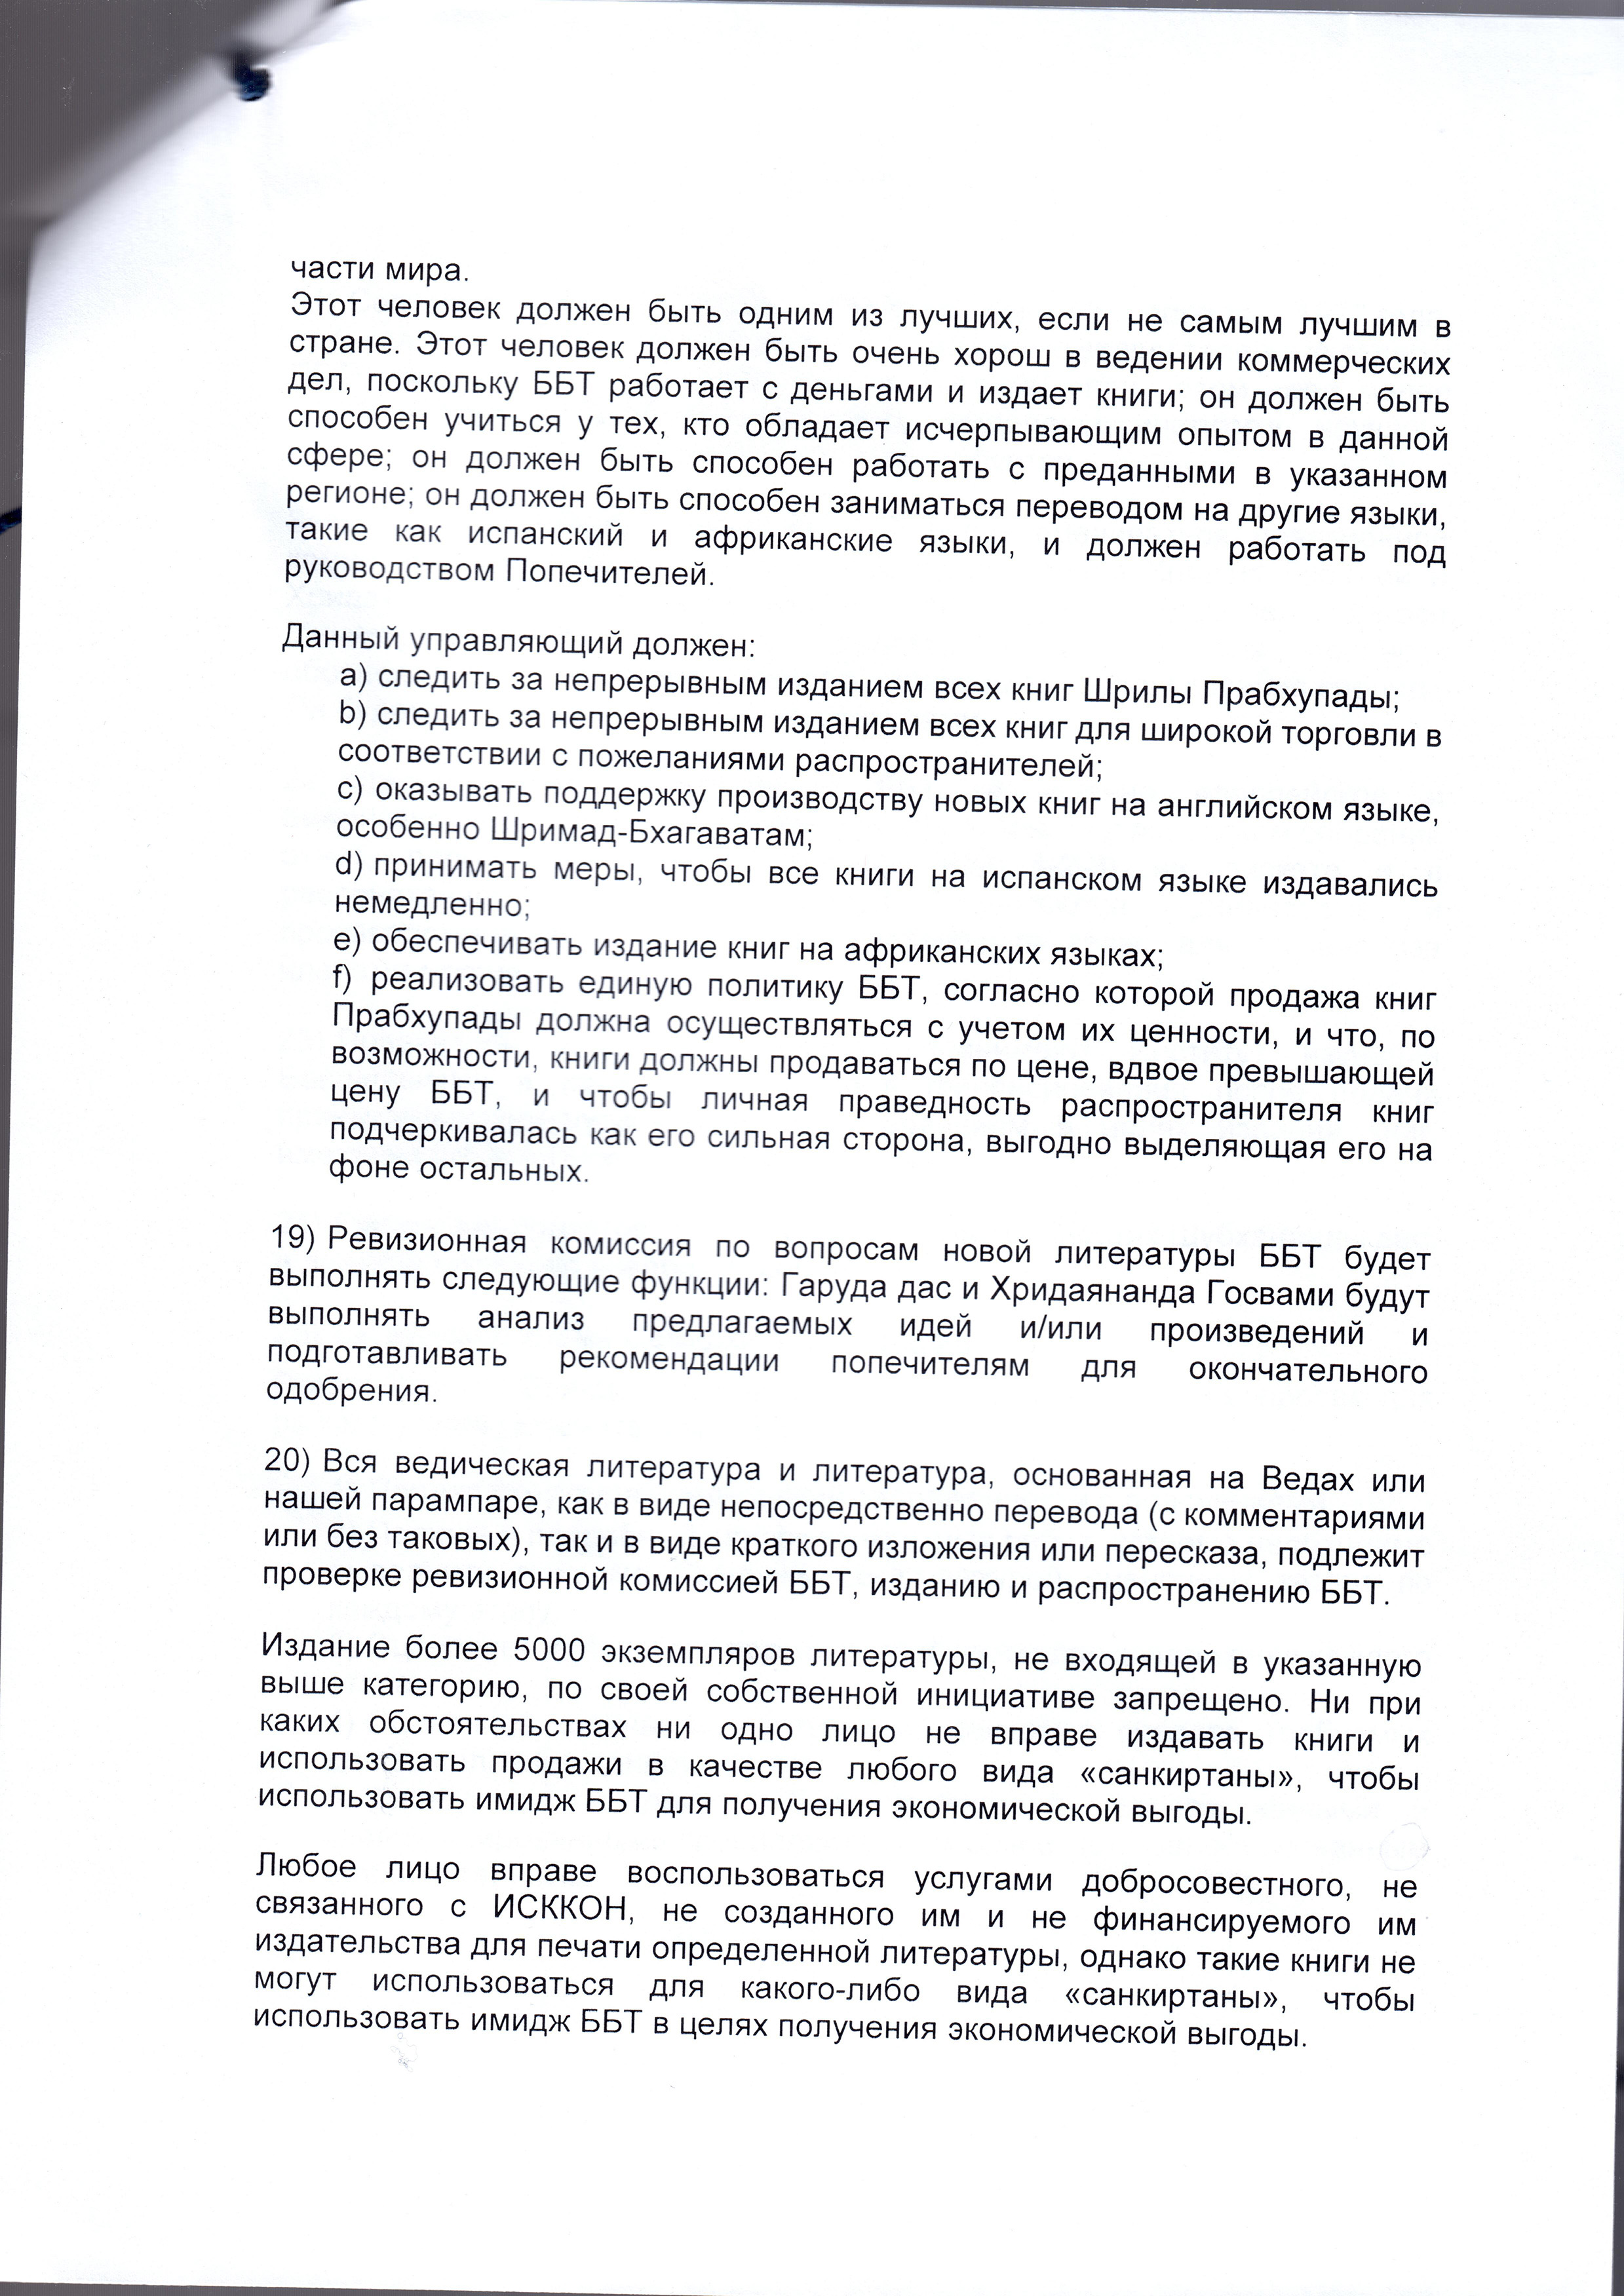 части мира.
Этот человек должен быть одним из лучших, если не самым лучшим в
стране. Этот человек должен быть очень хорош в ведении коммерческих
дел, поскольку ББТ работает с деньгами и издает книги; он должен быть
способен учиться у тех, кто обладает исчерпывающим опытом в данной
сфере; он должен быть способен работать с преданными в указанном
регионе; он должен быть способен заниматься переводом на другие языки,
такие как испанский и африканские языки, и должен работать под
руководством Попечителей.
Данный управляющий должен:
a) следить за непрерывным изданием всех книг Шрилы Прабхупады;
b) следить за непрерывным изданием всех книг для широкой торговли в
соответствии с пожеланиями распространителей;
c) оказывать поддержку производству новых книг на английском языке,
особенно Шримад-Бхагаватам;
d) принимать меры, чтобы все книги на испанском языке издавались
немедленно;
e) обеспечивать издание книг на африканских языках;
f) реализовать единую политику ББТ, согласно которой продажа книг
Прабхупады должна осуществляться с учетом их ценности, и что, по
возможности, книги должны продаваться по цене, вдвое превышающей
цену ББТ, и чтобы личная праведность распространителя книг
подчеркивалась как его сильная сторона, выгодно выделяющая его на
фоне остальных.
19) Ревизионная комиссия по вопросам новой литературы ББТ будет
выполнять следующие функции: Гаруда дас и Хридаянанда Госвами будут
выполнять анализ предлагаемых идей и/или произведений и
подготавливать рекомендации попечителям для окончательного
одобрения.
20) Вся ведическая литература и литература, основанная на Ведах или
нашей парампаре, как в виде непосредственно перевода (с комментариями
или без таковых), так и в виде краткого изложения или пересказа, подлежит
проверке ревизионной комиссией ББТ, изданию и распространению ББТ.
Издание более 5000 экземпляров литературы, не входящей в указанную
выше категорию, по своей собственной инициативе запрещено. Ни при
каких обстоятельствах ни одно лицо не вправе издавать книги и
использовать продажи в качестве любого вида «санкиртаны», чтобы
использовать имидж ББТ для получения экономической выгоды.
Любое лицо вправе воспользоваться услугами добросовестного, не
связанного с ИСККОН, не созданного им и не финансируемого им
издательства для печати определенной литературы, однако такие книги не
могут использоваться для какого-либо вида «санкиртаны», чтобы
использовать имидж ББТ в целях получения экономической выгоды.